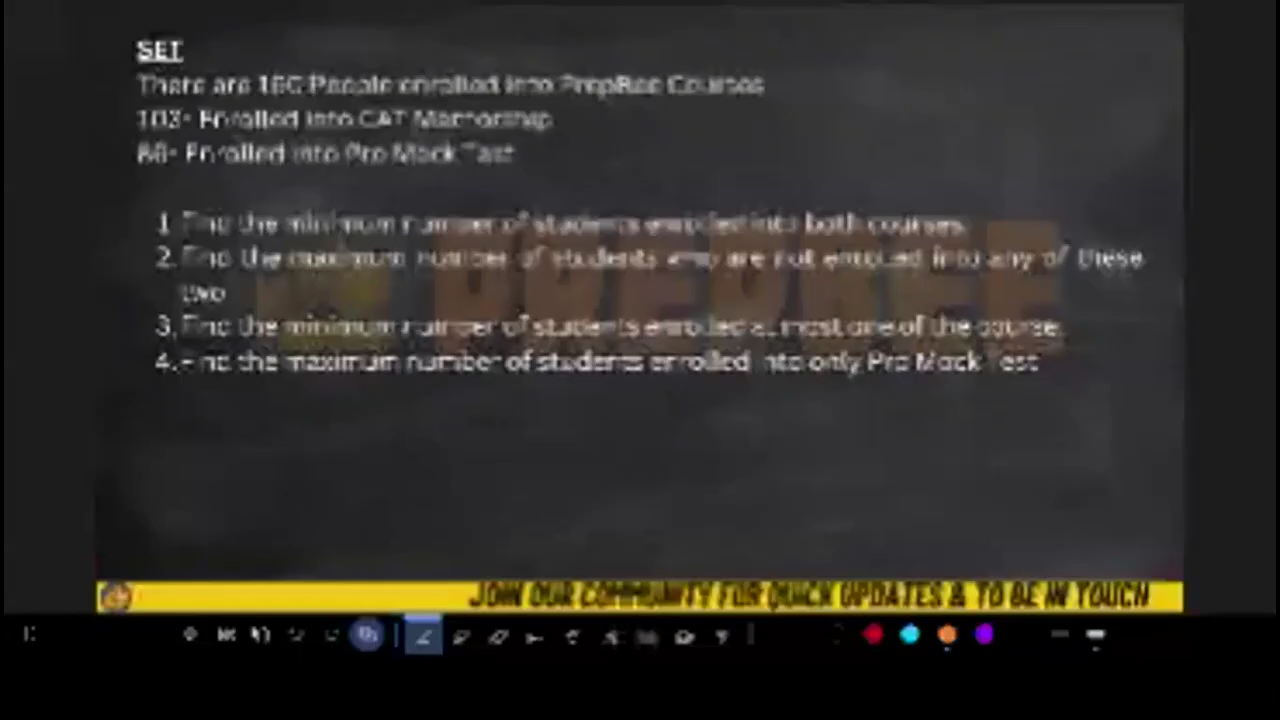 SET
There are People enrolled into PrepRee Courses
Enrolled into CAT Mentorship
Enrolled into Pro Mock Test
1. Find the minimum number of students enrolled into both courses.
2. Find the maximum number of students who are not enrolled into any of these
two
3. Find the minimum number of students enrolled at most one of the course.
4. Find the maximum number of students enrolled into only Pro Mock Test
PREPREE
JOIN OUR COMMUNITY FOR QUICK UPDATES & TO BE IN TOUCH